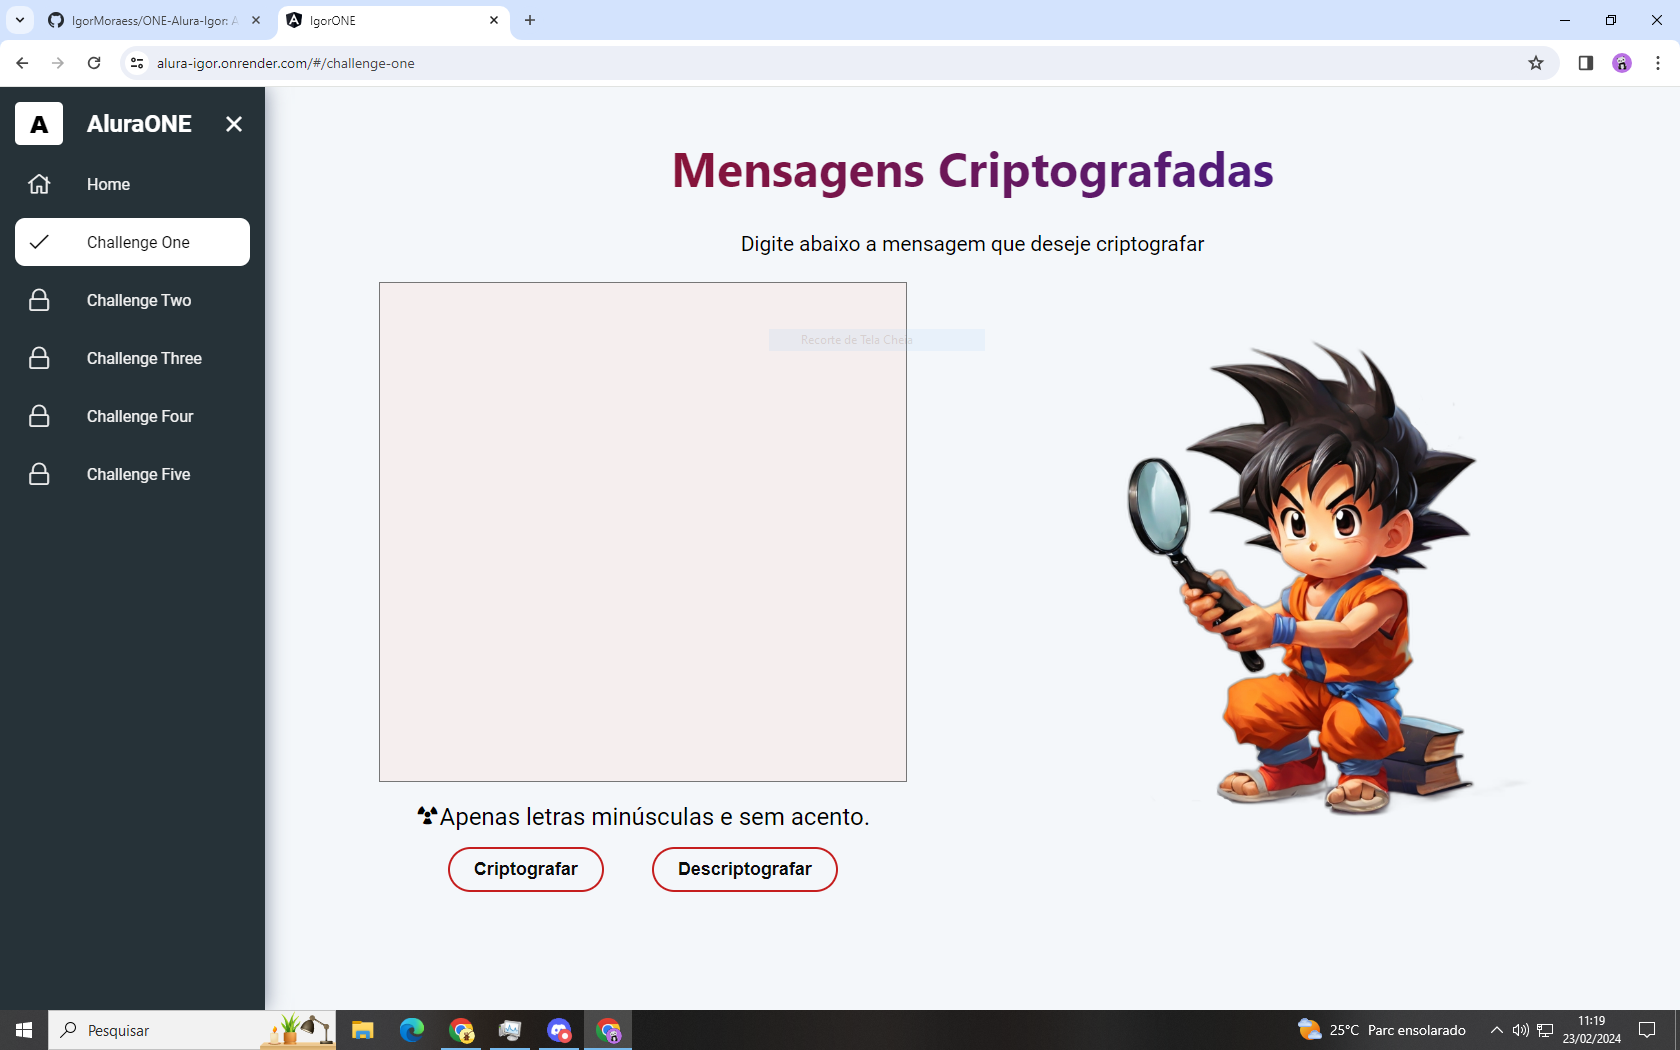 IgorMoraess/ONE-Alura-Igor: A
IgorONE
alura-igor.onrender.com/#/challenge-one
A AluraONE
Home
Challenge One
Challenge Two
Challenge Three
Challenge Four
Challenge Five
Mensagens Criptografadas
Digite abaixo a mensagem que deseje criptografar
Recorte de Tela Cheia
Apenas letras minúsculas e sem acento.
Criptografar
Descriptografar
Pesquisar
25°C Parc ensolarado
11:19
23/02/2024